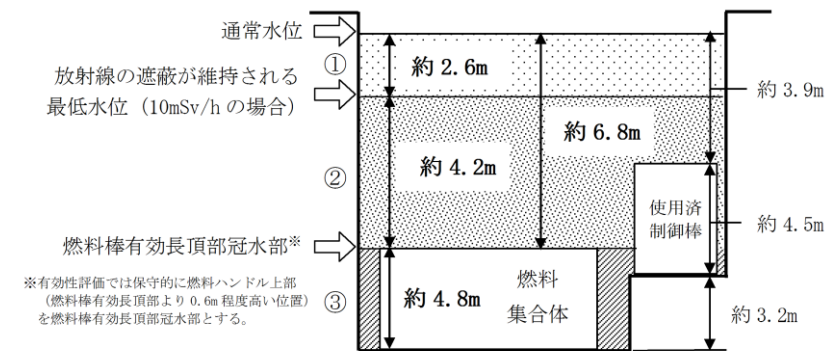 通常水位
①
約 2.6m
放射線の遮蔽が維持される
最低水位（10mSv/h の場合）
約 3.9m
約 6.8m
約 4.2m
②
使用済
制御棒
約 4.5m
燃料棒有効長頂部冠水部※
※有効性評価では保守的に燃料ハンドル上部
（燃料棒有効長頂部より 0.6m 程度高い位置）
を燃料棒有効長頂部冠水部とする。
③
約 4.8m
燃料
集合体
約 3.2m